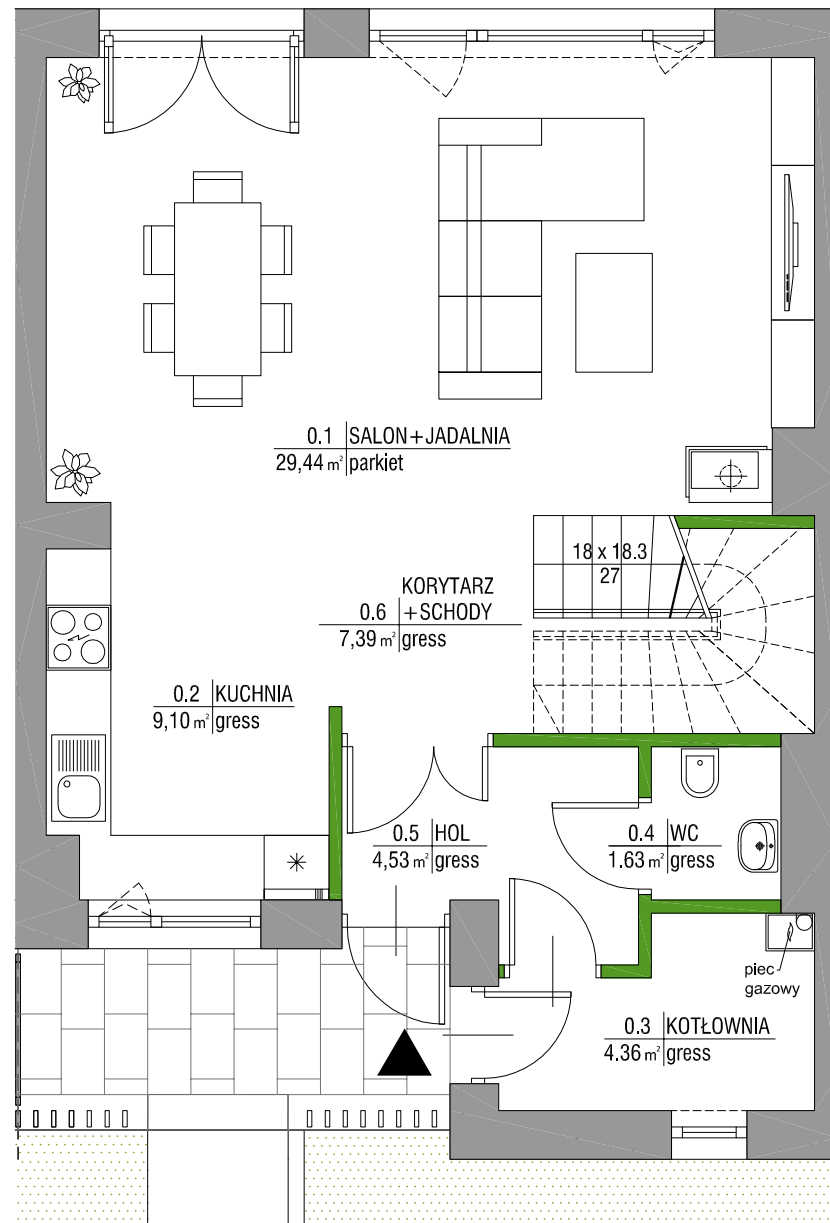 0.1 SALON+JADALNIA
29,44 m² parkiet
18 x 18.3
27
KORYTARZ
0.6 +SCHODY
7,39 m² gress
0.2 KUCHNIA
9,10 m² gress
0.5 HOL
4,53 m² gress
0.4 WC
1.63 m² gress
piec
gazowy
0.3 KOTŁOWNIA
4.36 m² gress